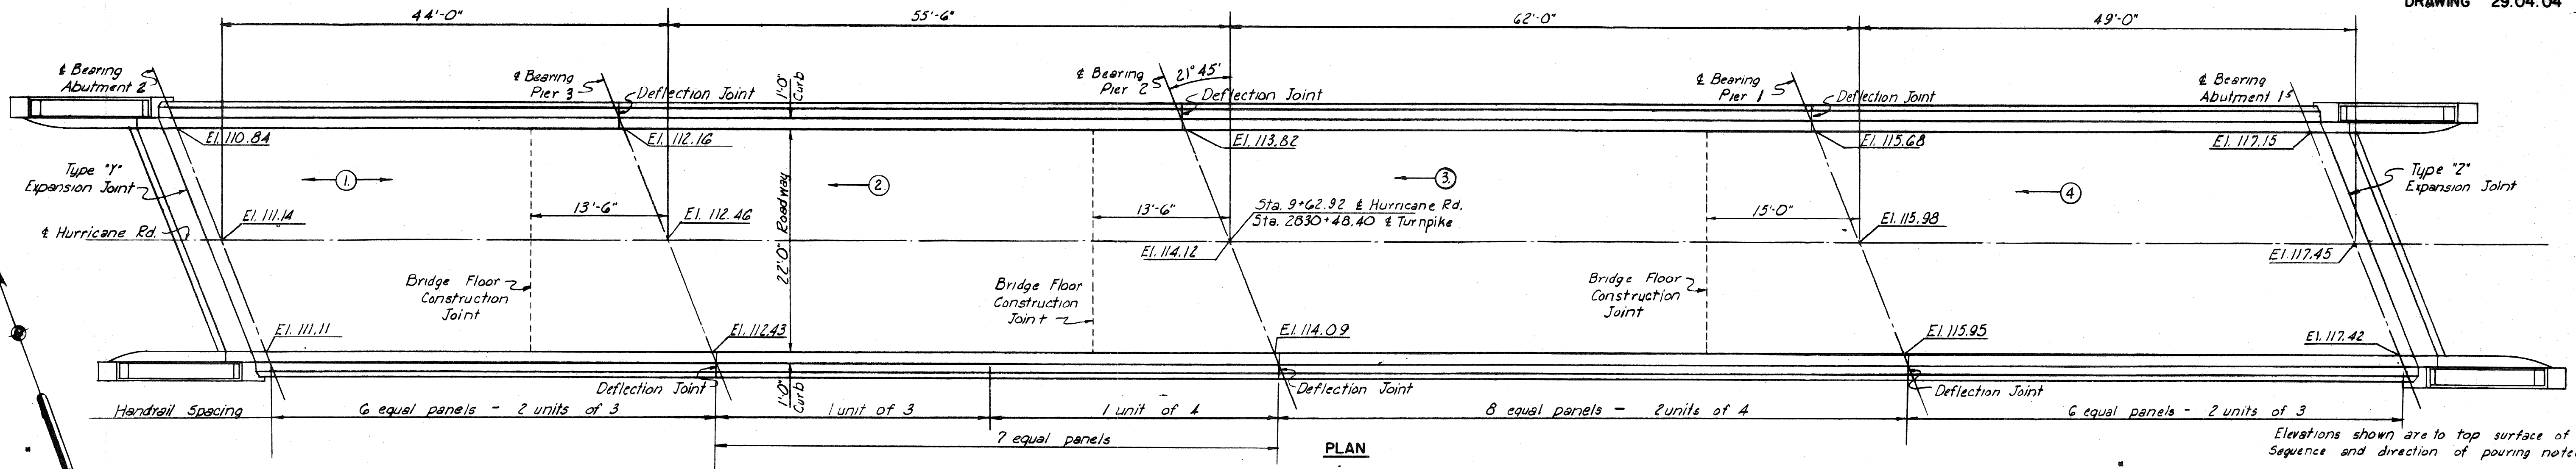 DRAWING 29.04.04
44'-0" 55'-6" 62'-0" 49'-0"
℄ Bearing
Abutment 2
℄ Bearing
Pier 3
Deflection Joint
1'-0"
Curb
℄ Bearing
Pier 2
21° 45'
Deflection Joint
℄ Bearing
Pier 1
Deflection Joint
℄ Bearing
Abutment 1
El. 110.84
El. 112.16
El. 113.82
El. 115.68
El. 117.15
Type "Y"
Expansion Joint
1.
2.
3.
4
Type "Z"
Expansion Joint
22'-0" Roadway
El. 111.14
13'-6"
El. 112.46
13'-6"
Sta. 9+62.92 ℄ Hurricane Rd.
Sta. 2830+48.40 ℄ Turnpike
15'-0"
El. 115.98
℄ Hurricane Rd.
El. 114.12
El. 117.45
Bridge Floor
Construction
Joint
Bridge Floor
Construction
Joint
Bridge Floor
Construction
Joint
El. 111.11
El. 112.43
El. 114.09
El. 115.95
El. 117.42
Deflection Joint
1'-0"
Curb
Deflection Joint
Deflection Joint
Handrail Spacing
6 equal panels - 2 units of 3
1 unit of 3
1 unit of 4
8 equal panels - 2 units of 4
6 equal panels - 2 units of 3
7 equal panels
PLAN
Elevations shown are to top surface of
Sequence and direction of pouring